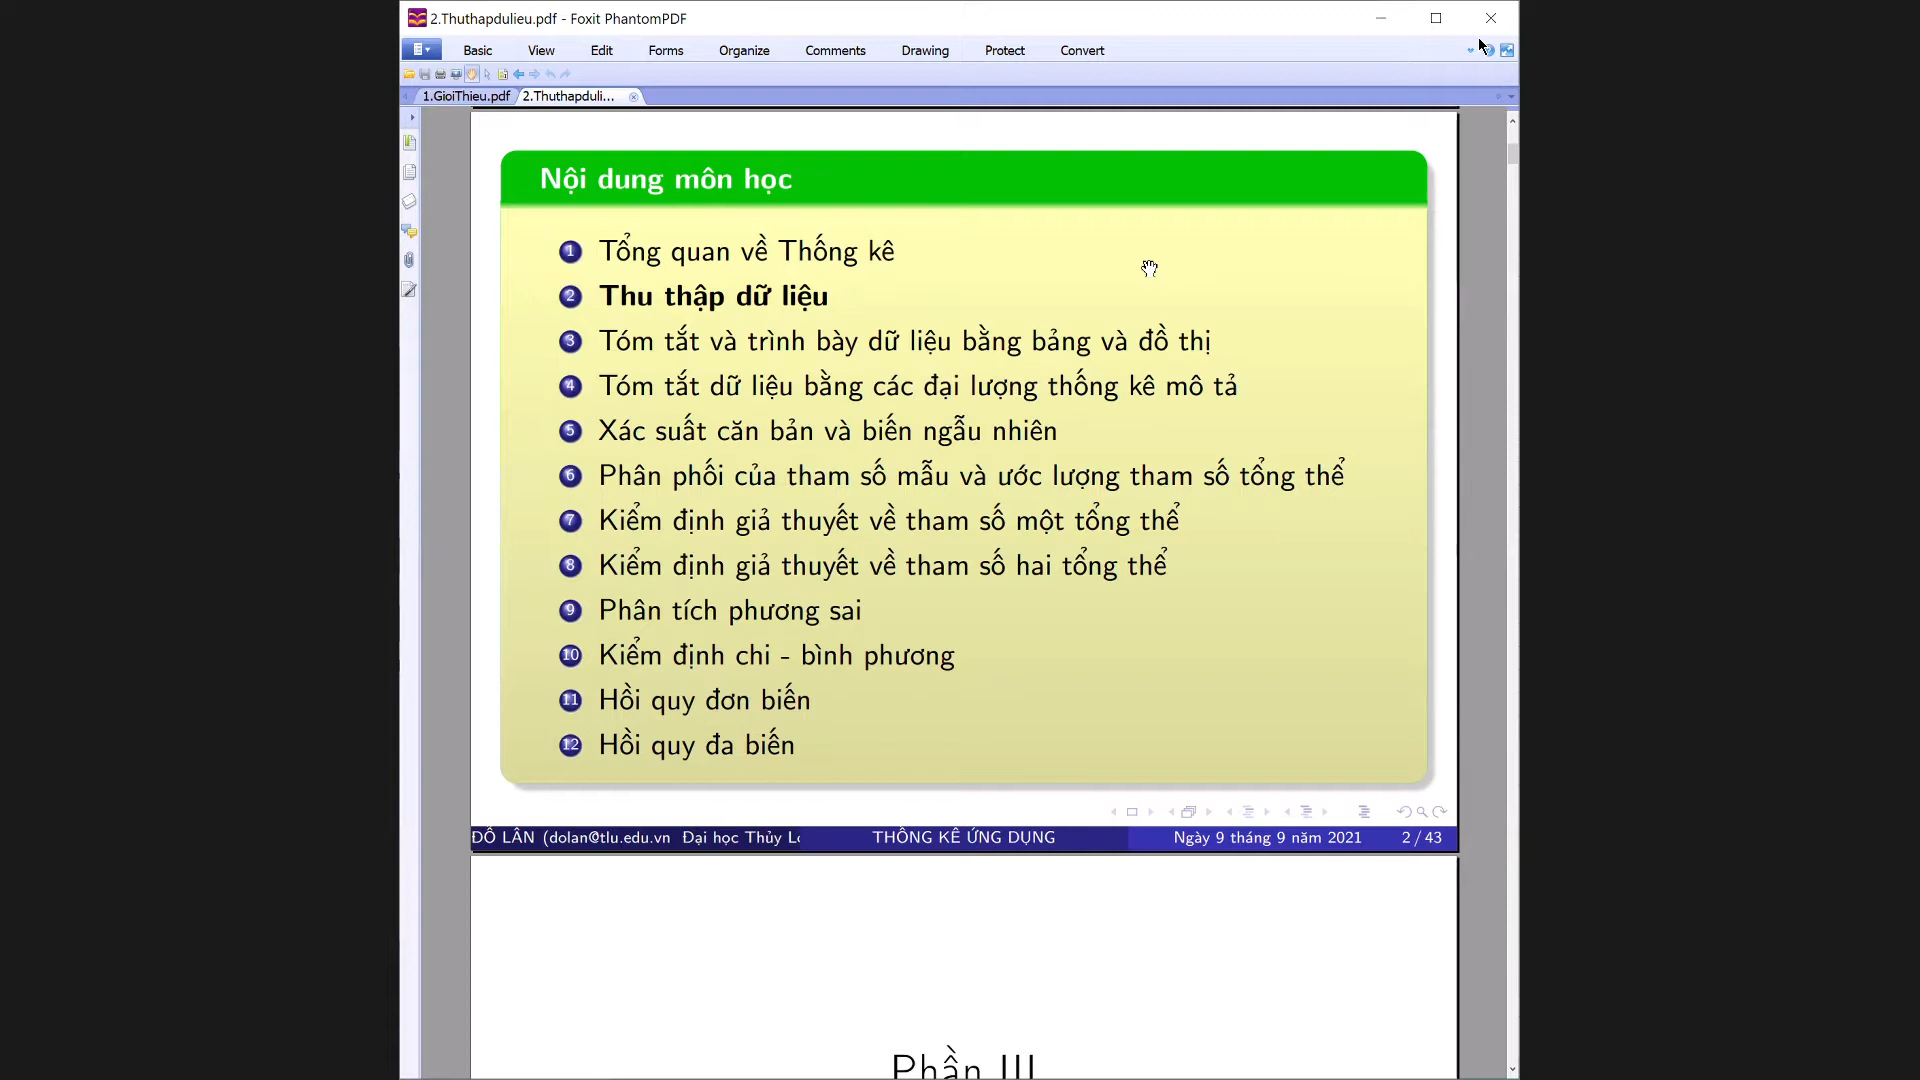 2.Thuthapdulieu.pdf - Foxit PhantomPDF
Basic View Edit Forms Organize Comments Drawing Protect Convert
1.GioiThieu.pdf 2.Thuthapduli...
Nội dung môn học
1 Tổng quan về Thống kê
2 Thu thập dữ liệu
3 Tóm tắt và trình bày dữ liệu bằng bảng và đồ thị
4 Tóm tắt dữ liệu bằng các đại lượng thống kê mô tả
5 Xác suất căn bản và biến ngẫu nhiên
6 Phân phối của tham số mẫu và ước lượng tham số tổng thể
7 Kiểm định giả thuyết về tham số một tổng thể
8 Kiểm định giả thuyết về tham số hai tổng thể
9 Phân tích phương sai
10 Kiểm định chi - bình phương
11 Hồi quy đơn biến
12 Hồi quy đa biến
ĐỖ LÂN (dolan@tlu.edu.vn Đại học Thủy Lo THỐNG KÊ ỨNG DỤNG Ngày 9 tháng 9 năm 2021 2 / 43
Phần III